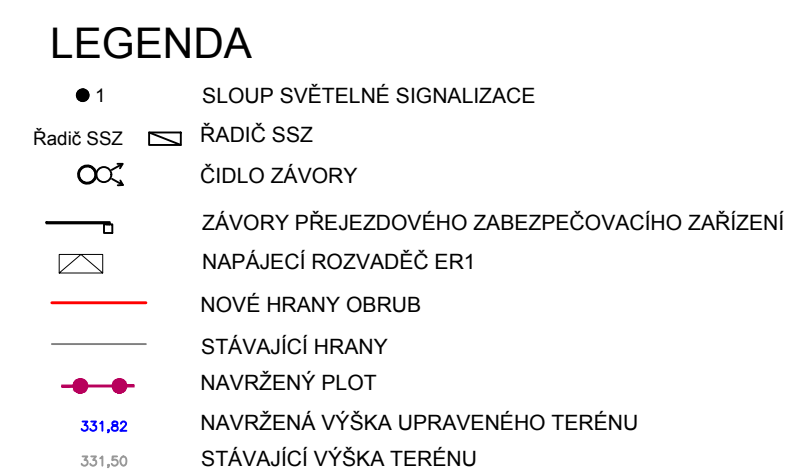 LEGENDA
1 SLOUP SVĚTELNÉ SIGNALIZACE
Řadič SSZ ŘADIČ SSZ
ČIDLO ZÁVORY
ZÁVORY PŘEJEZDOVÉHO ZABEZPEČOVACÍHO ZAŘÍZENÍ
NAPÁJECÍ ROZVADĚČ ER1
NOVÉ HRANY OBRUB
STÁVAJÍCÍ HRANY
NAVRŽENÝ PLOT
331,82 NAVRŽENÁ VÝŠKA UPRAVENÉHO TERÉNU
331,50 STÁVAJÍCÍ VÝŠKA TERÉNU